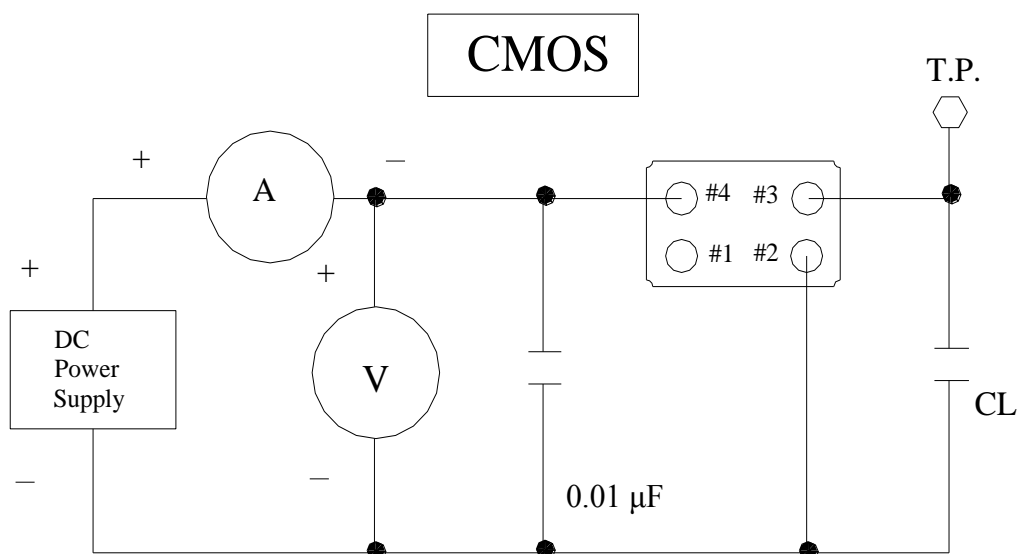 CMOS
T.P.
+
A
–
#4 #3
#1 #2
+
+
DC
Power
Supply
V
CL
–
–
0.01 μF